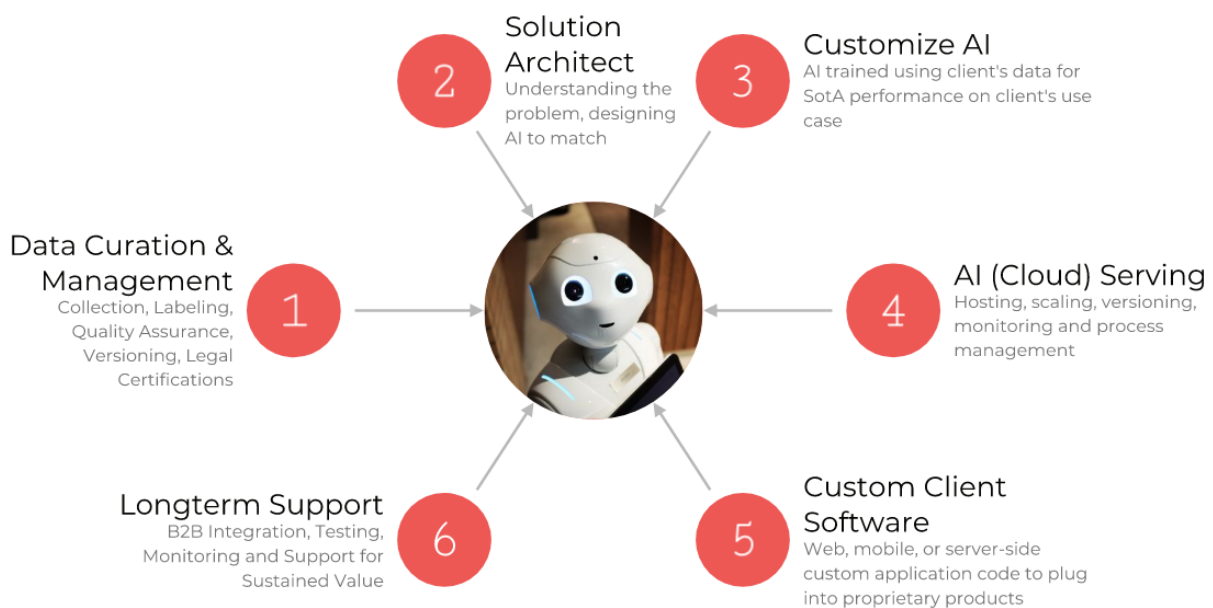 1
Data Curation &
Management
Collection, Labeling,
Quality Assurance,
Versioning, Legal
Certifications
2
Solution
Architect
Understanding the
problem, designing
AI to match
3
Customize AI
AI trained using client's data for
SotA performance on client's use
case
4
AI (Cloud) Serving
Hosting, scaling, versioning,
monitoring and process
management
5
Custom Client
Software
Web, mobile, or server-side
custom application code to plug
into proprietary products
6
Longterm Support
B2B Integration, Testing,
Monitoring and Support for
Sustained Value